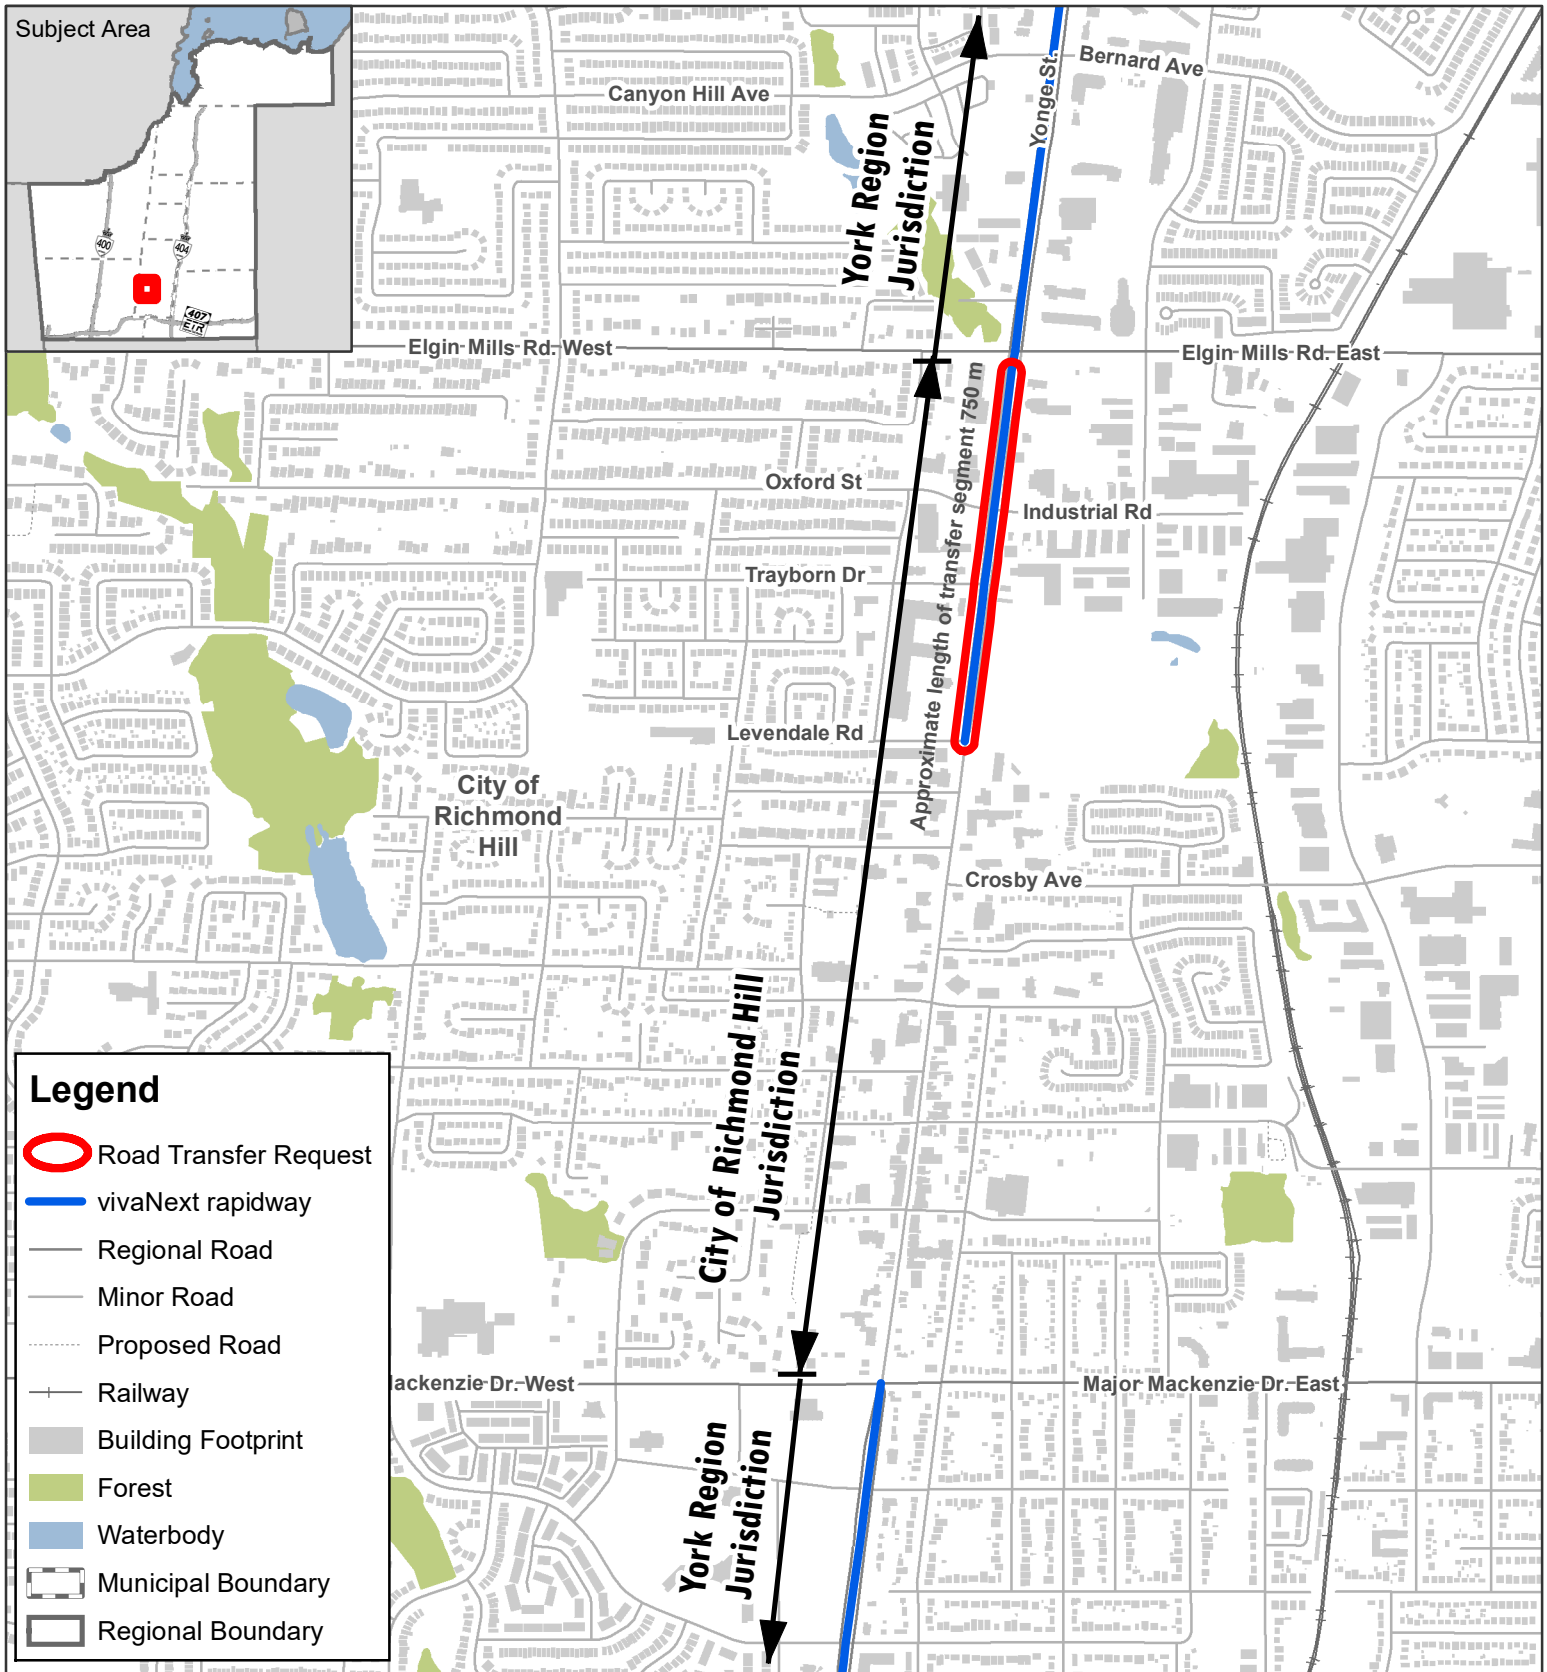 Subject Area
400
404
407
ETR
Canyon Hill Ave
Bernard Ave
Yonge St.
York Region
Jurisdiction
Elgin Mills Rd. West
Elgin Mills Rd. East
Approximate length of transfer segment 750 m
Oxford St
Industrial Rd
Trayborn Dr
Levendale Rd
City of
Richmond
Hill
Crosby Ave
City of Richmond Hill
Jurisdiction
Legend
Road Transfer Request
vivaNext rapidway
Regional Road
Minor Road
Proposed Road
Railway
Building Footprint
Forest
Waterbody
Municipal Boundary
Regional Boundary
lackenzie Dr. West
Major Mackenzie Dr. East
York Region
Jurisdiction